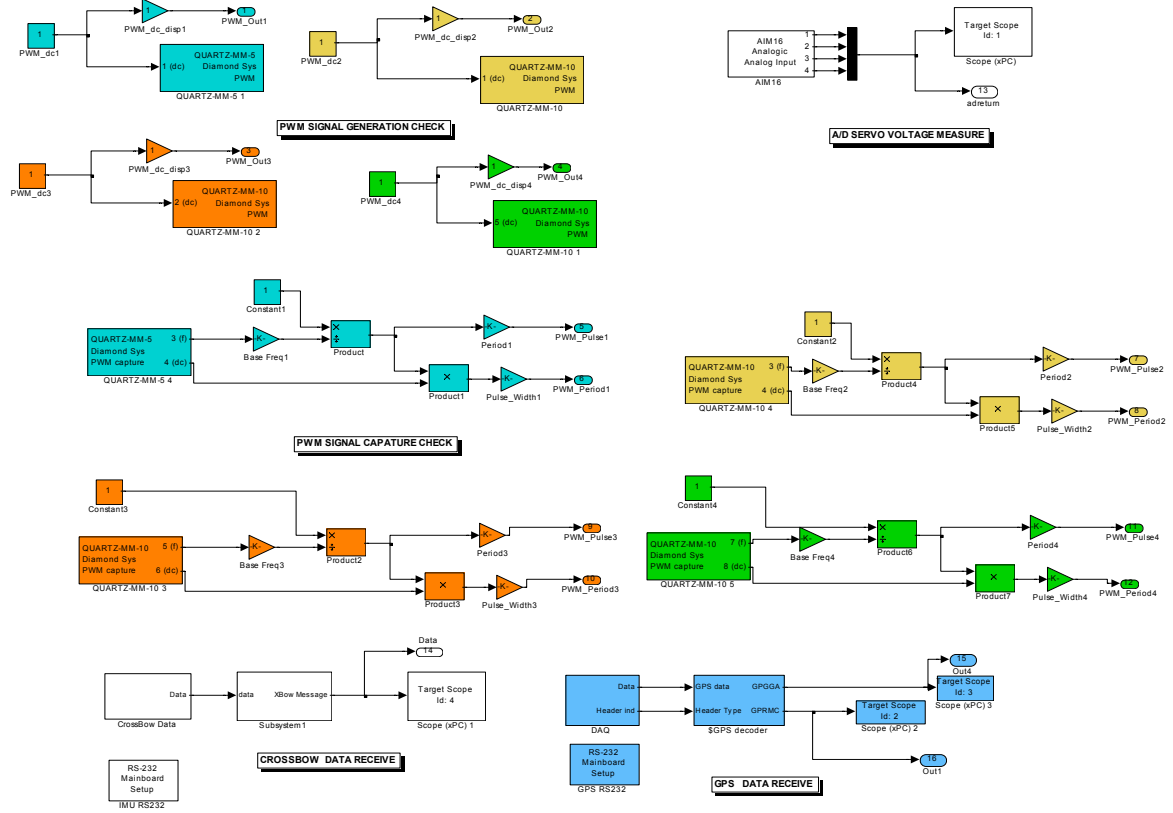 1
PWM_dc1
1
PWM_dc_disp1
1
PWM_Out1
QUARTZ-MM-5
1 (dc) Diamond Sys
PWM
QUARTZ-MM-5 1
1
PWM_dc2
1
PWM_dc_disp2
2
PWM_Out2
QUARTZ-MM-10
1 (dc) Diamond Sys
PWM
QUARTZ-MM-10
PWM SIGNAL GENERATION CHECK
AIM16
Analogic
Analog Input
1
2
3
4
AIM16
Target Scope
Id: 1
Scope (xPC)
13
adreturn
A/D SERVO VOLTAGE MEASURE
1
PWM_dc3
1
PWM_dc_disp3
3
PWM_Out3
QUARTZ-MM-10
2 (dc) Diamond Sys
PWM
QUARTZ-MM-10 2
1
PWM_dc4
1
PWM_dc_disp4
4
PWM_Out4
QUARTZ-MM-10
5 (dc) Diamond Sys
PWM
QUARTZ-MM-10 1
1
Constant1
QUARTZ-MM-5 3 (f)
Diamond Sys
PWM capture 4 (dc)
QUARTZ-MM-5 4
-K-
Base Freq1
×
÷
Product
-K-
Period1
5
PWM_Pulse1
×
Product1
-K-
Pulse_Width1
6
PWM_Period1
PWM SIGNAL CAPATURE CHECK
1
Constant2
QUARTZ-MM-10 3 (f)
Diamond Sys
PWM capture 4 (dc)
QUARTZ-MM-10 4
-K-
Base Freq2
×
÷
Product4
-K-
Period2
7
PWM_Pulse2
×
Product5
-K-
Pulse_Width2
8
PWM_Period2
1
Constant3
QUARTZ-MM-10 5 (f)
Diamond Sys
PWM capture 6 (dc)
QUARTZ-MM-10 3
-K-
Base Freq3
×
÷
Product2
-K-
Period3
9
PWM_Pulse3
×
Product3
-K-
Pulse_Width3
10
PWM_Period3
1
Constant4
QUARTZ-MM-10 7 (f)
Diamond Sys
PWM capture 8 (dc)
QUARTZ-MM-10 5
-K-
Base Freq4
×
÷
Product6
-K-
Period4
11
PWM_Pulse4
×
Product7
-K-
Pulse_Width4
12
PWM_Period4
Data
CrossBow Data
data XBow Message
Subsystem1
Data
14
Target Scope
Id: 4
Scope (xPC) 1
CROSSBOW DATA RECEIVE
RS-232
Mainboard
Setup
IMU RS232
Data
Header ind
DAQ
GPS data GPGGA
Header Type GPRMC
$GPS decoder
15
Out4
Target Scope
Id: 3
Scope (xPC) 3
Target Scope
Id: 2
Scope (xPC) 2
16
Out1
RS-232
Mainboard
Setup
GPS RS232
GPS DATA RECEIVE